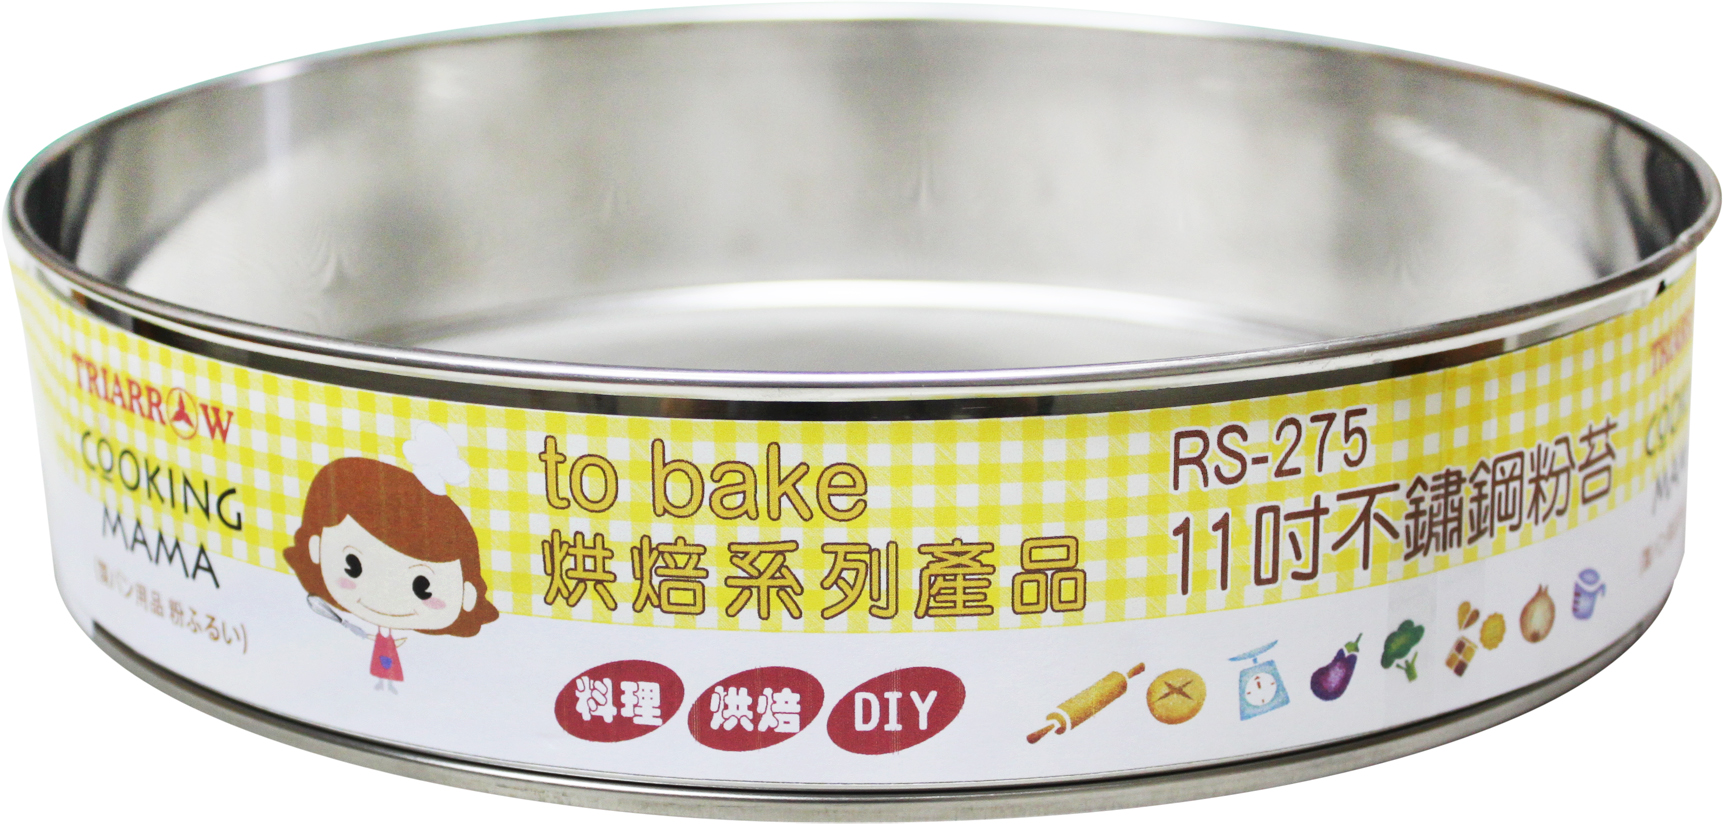 TRIARROW
COOKING
MAMA
パン用品 粉ふるい)
to bake
烘焙系列產品
料理 烘焙 DIY
RS-275
11吋不鏽鋼粉苔